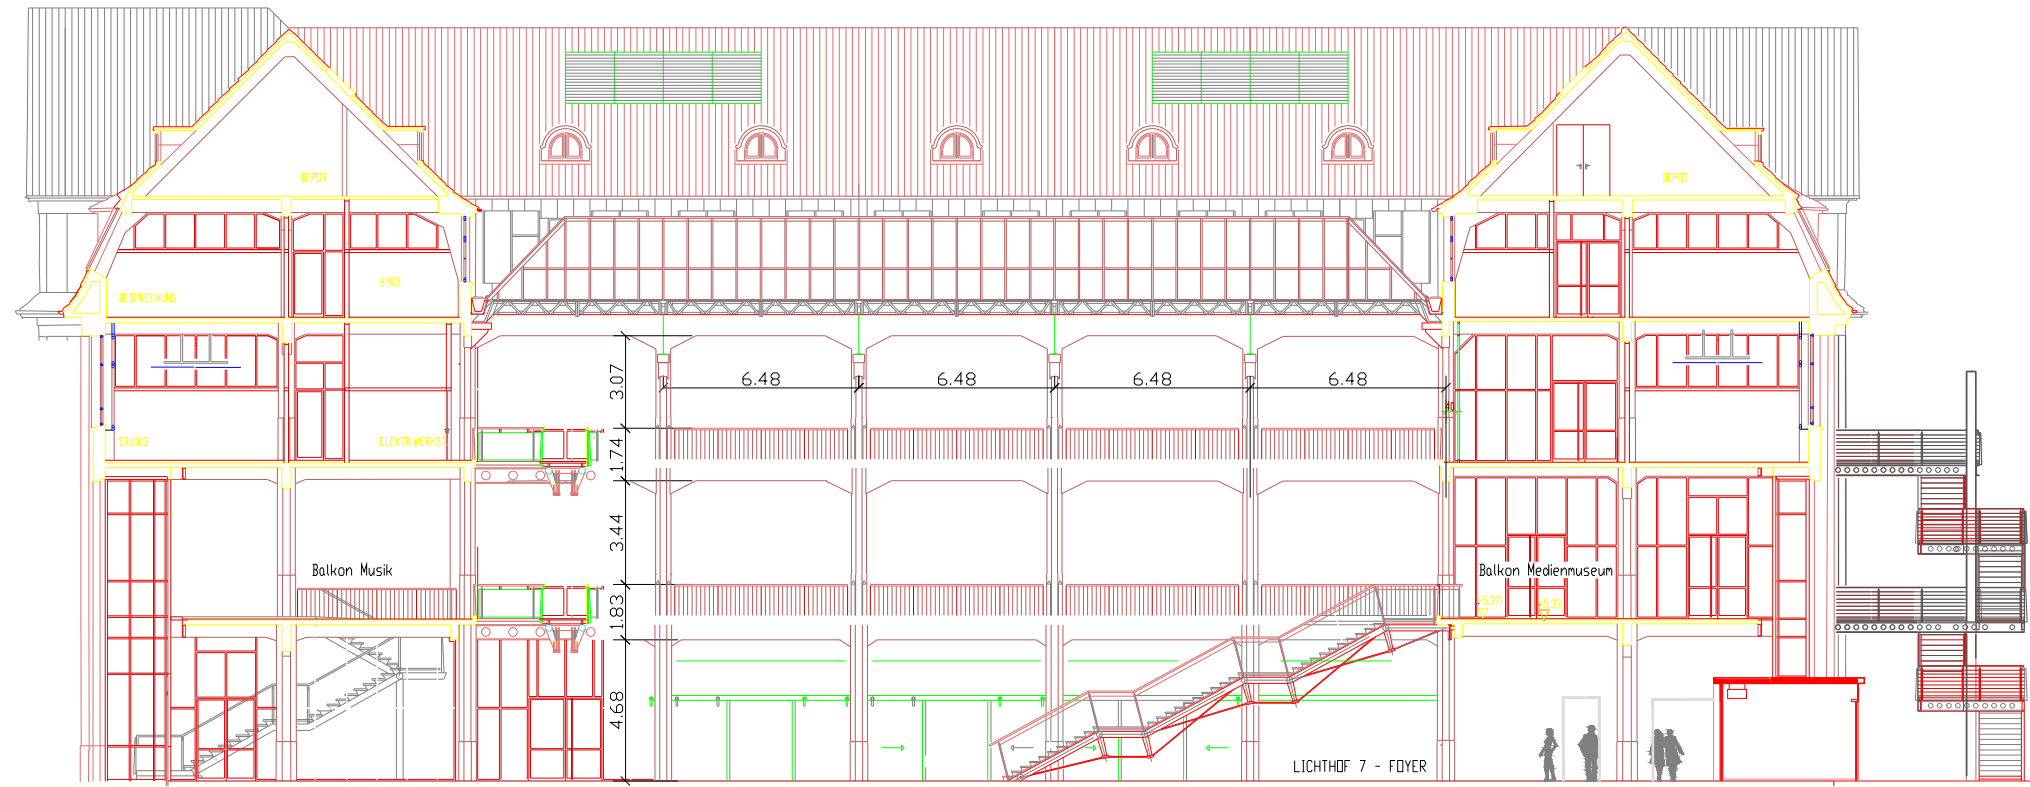 DEPOT
DEPOT
BESPRECHUNG
BÜRO
3.07
6.48
6.48
6.48
6.48
40
STUDIO
ELEKTR.WERKST.
1.74
3.44
Balkon Musik
Balkon Medienmuseum
1.83
4.68
LICHTHOF 7 - FOYER